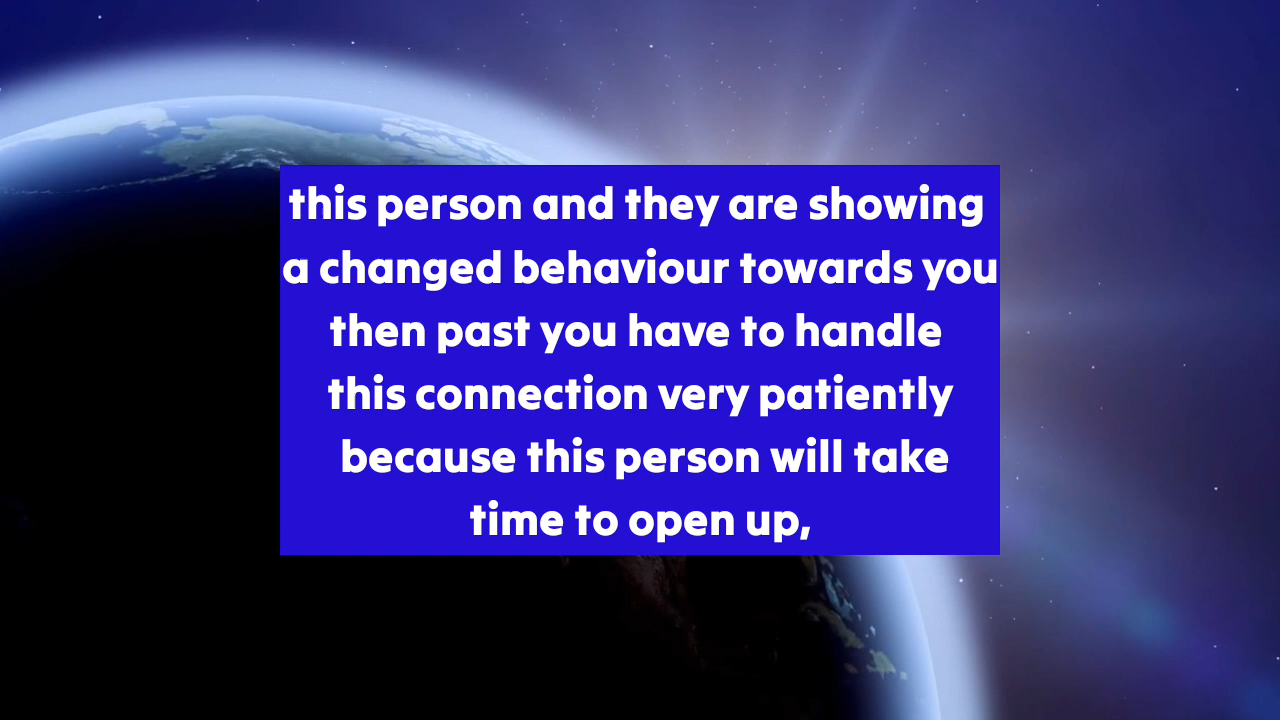 this person and they are showing
a changed behaviour towards you
then past you have to handle
this connection very patiently
because this person will take
time to open up,